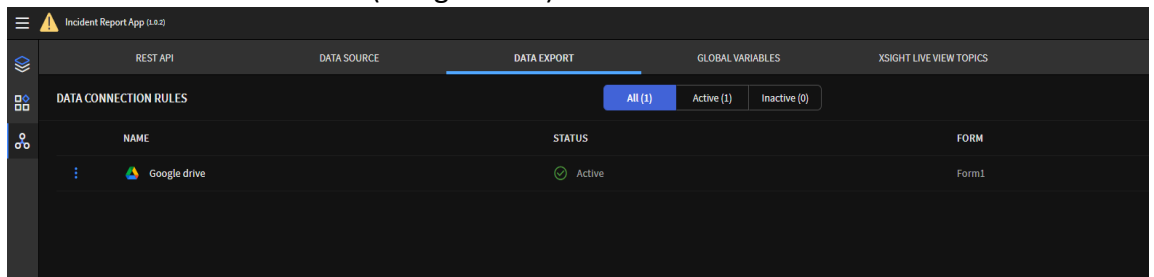 Incident Report App (1.0.2)
REST API DATA SOURCE DATA EXPORT GLOBAL VARIABLES XSIGHT LIVE VIEW TOPICS
DATA CONNECTION RULES All (1) Active (1) Inactive (0)
NAME STATUS FORM
Google drive Active Form1